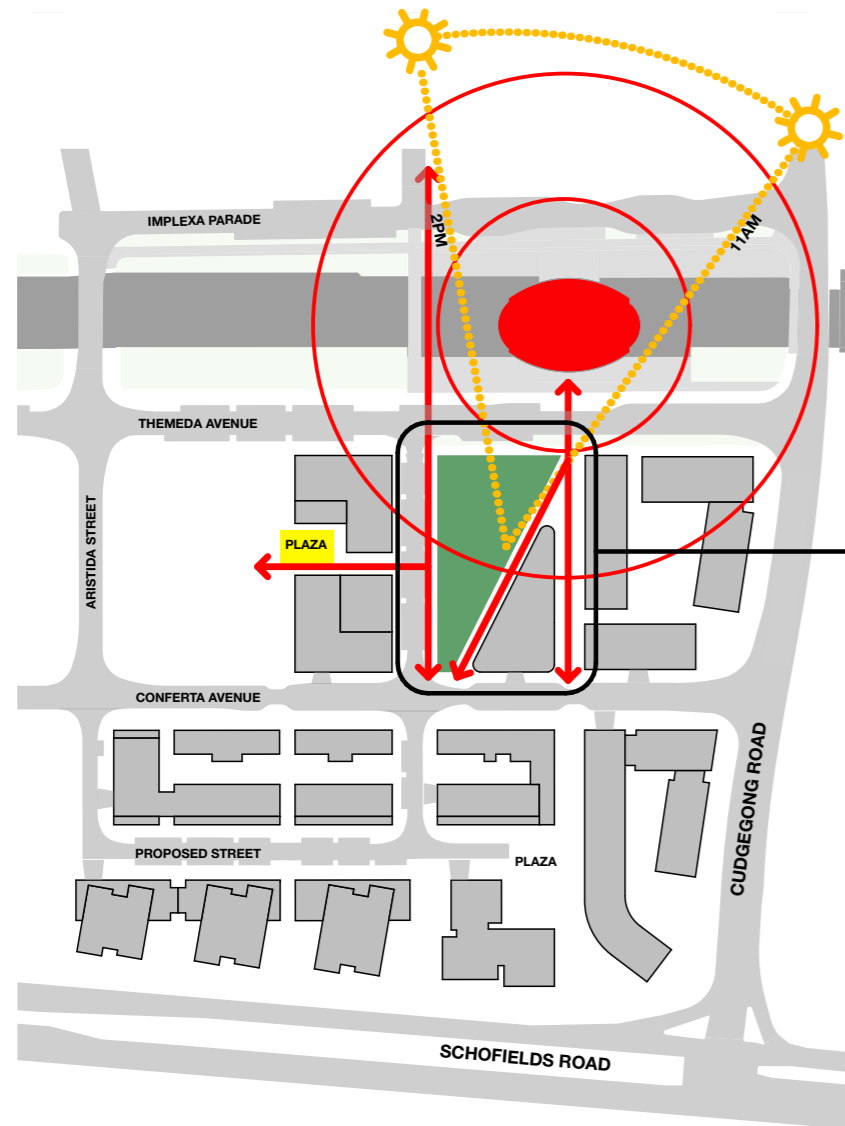 IMPLEXA PARADE
2PM
11AM
THEMEDA AVENUE
ARISTIDA STREET
PLAZA
CONFERTA AVENUE
CUDGEGONG ROAD
PROPOSED STREET
PLAZA
SCHOFIELDS ROAD